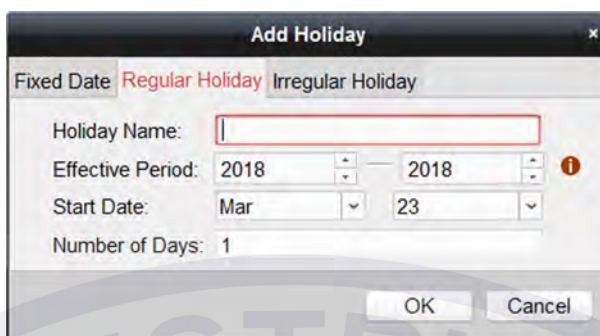 Add Holiday
Fixed Date Regular Holiday Irregular Holiday
Holiday Name:
Effective Period: 2018 — 2018
Start Date: Mar 23
Number of Days: 1
OK Cancel